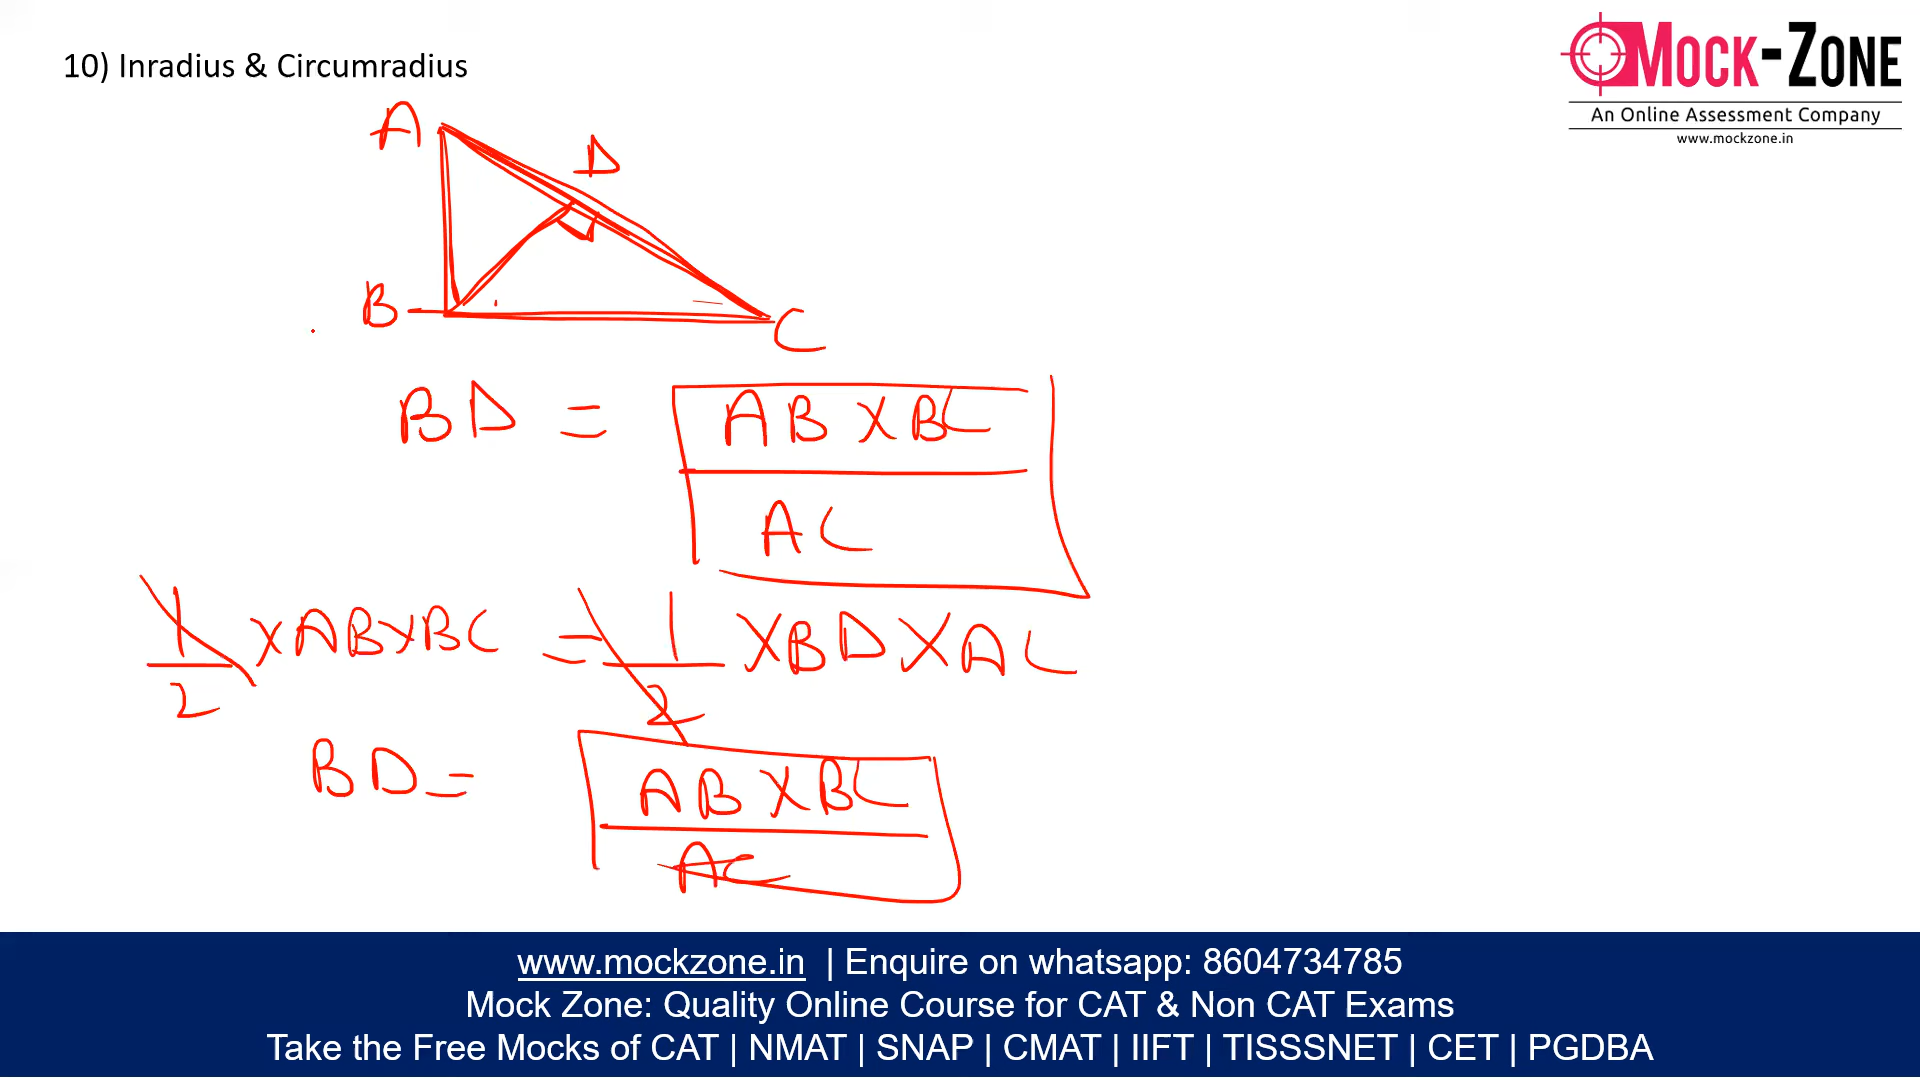 10) Inradius & Circumradius
MOCK-ZONE
An Online Assessment Company
www.mockzone.in
A
D
B
C
BD = AB X BC
AC
1 X AB X BC = 1 X BD X AC
2 2
BD = AB X BC
AC
www.mockzone.in | Enquire on whatsapp: 8604734785
Mock Zone: Quality Online Course for CAT & Non CAT Exams
Take the Free Mocks of CAT | NMAT | SNAP | CMAT | IIFT | TISSSNET | CET | PGDBA